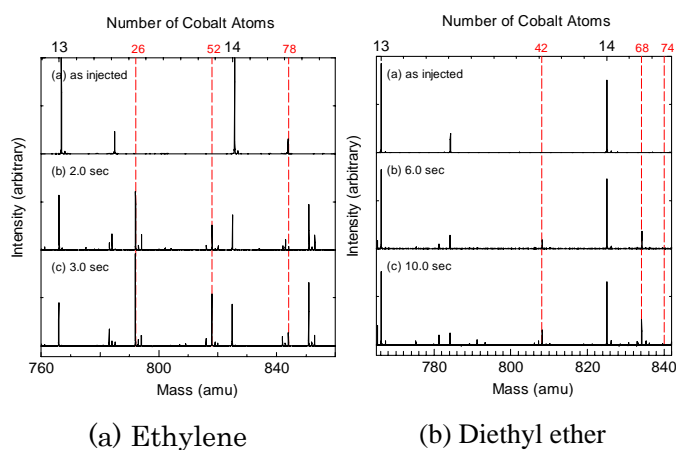 Number of Cobalt Atoms
13 26 52 14 78
(a) as injected
(b) 2.0 sec
(c) 3.0 sec
Intensity (arbitrary)
760 800 840
Mass (amu)
(a) Ethylene
Number of Cobalt Atoms
13 42 14 68 74
(a) as injected
(b) 6.0 sec
(c) 10.0 sec
Intensity (arbitrary)
780 800 820 840
Mass (amu)
(b) Diethyl ether